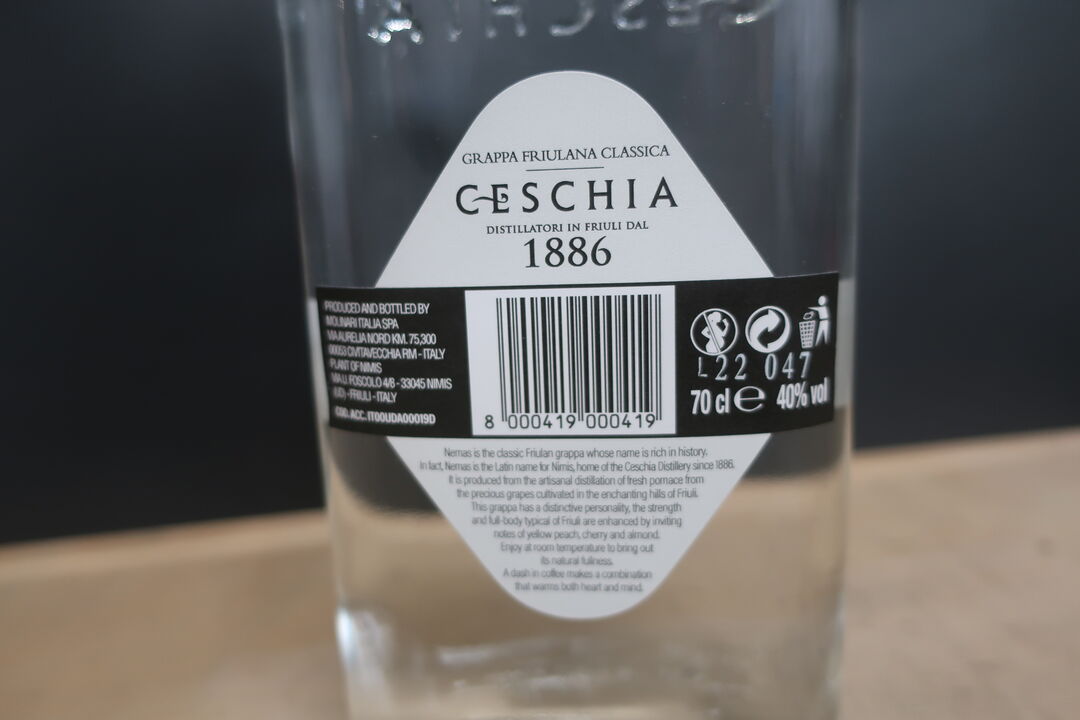 GRAPPA FRIULANA CLASSICA
CESCHIA
DISTILLATORI IN FRIULI DAL
1886
PRODUCED AND BOTTLED BY
MOLINARI ITALIA SPA
VIA AURELIA NORD KM. 75,300
00053 CIVITAVECCHIA RM - ITALY
PLANT OF NIMIS
VIA U. FOSCOLO 4/B - 33045 NIMIS
(UD) - FRIULI - ITALY
COD. ACC. IT00UDA00019D
8 000419 000419
L22 047
70 cl e 40% vol
Nemas is the classic Friulan grappa whose name is rich in history.
In fact, Nemas is the Latin name for Nimis, home of the Ceschia Distillery since 1886.
It is produced from the artisanal distillation of fresh pomace from
the precious grapes cultivated in the enchanting hills of Friuli.
This grappa has a distinctive personality, the strength
and full-body typical of Friuli are enhanced by inviting
notes of yellow peach, cherry and almond.
Enjoy at room temperature to bring out
its natural fullness.
A dash in coffee makes a combination
that warms both heart and mind.